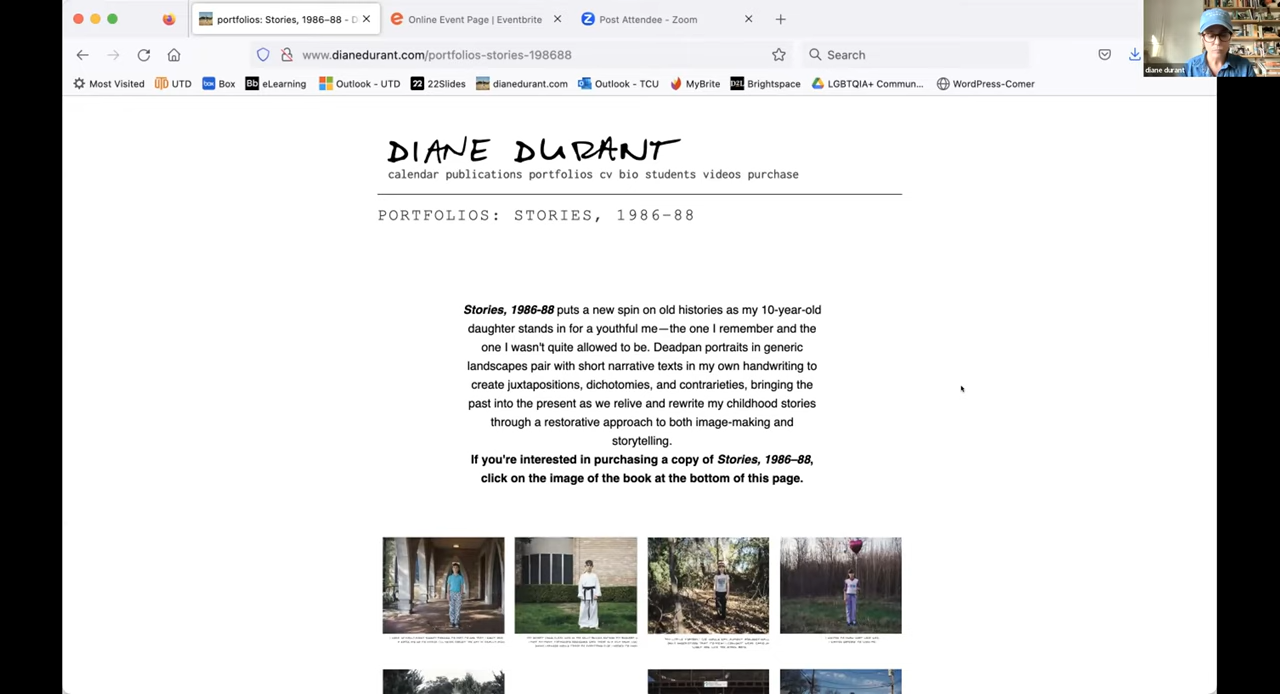 portfolios: Stories, 1986–88 - D
Online Event Page | Eventbrite
Post Attendee - Zoom
www.dianedurant.com/portfolios-stories-198688
Search
diane durant
Most Visited
UTD
Box
Bb eLearning
Outlook - UTD
22 22Slides
dianedurant.com
Outlook - TCU
MyBrite
D2L Brightspace
LGBTQIA+ Commun...
WordPress-Comer
DIANE DURANT
calendar publications portfolios cv bio students videos purchase
PORTFOLIOS: STORIES, 1986–88
Stories, 1986-88 puts a new spin on old histories as my 10-year-old
daughter stands in for a youthful me—the one I remember and the
one I wasn't quite allowed to be. Deadpan portraits in generic
landscapes pair with short narrative texts in my own handwriting to
create juxtapositions, dichotomies, and contrarieties, bringing the
past into the present as we relive and rewrite my childhood stories
through a restorative approach to both image-making and
storytelling.
If you're interested in purchasing a copy of Stories, 1986–88,
click on the image of the book at the bottom of this page.